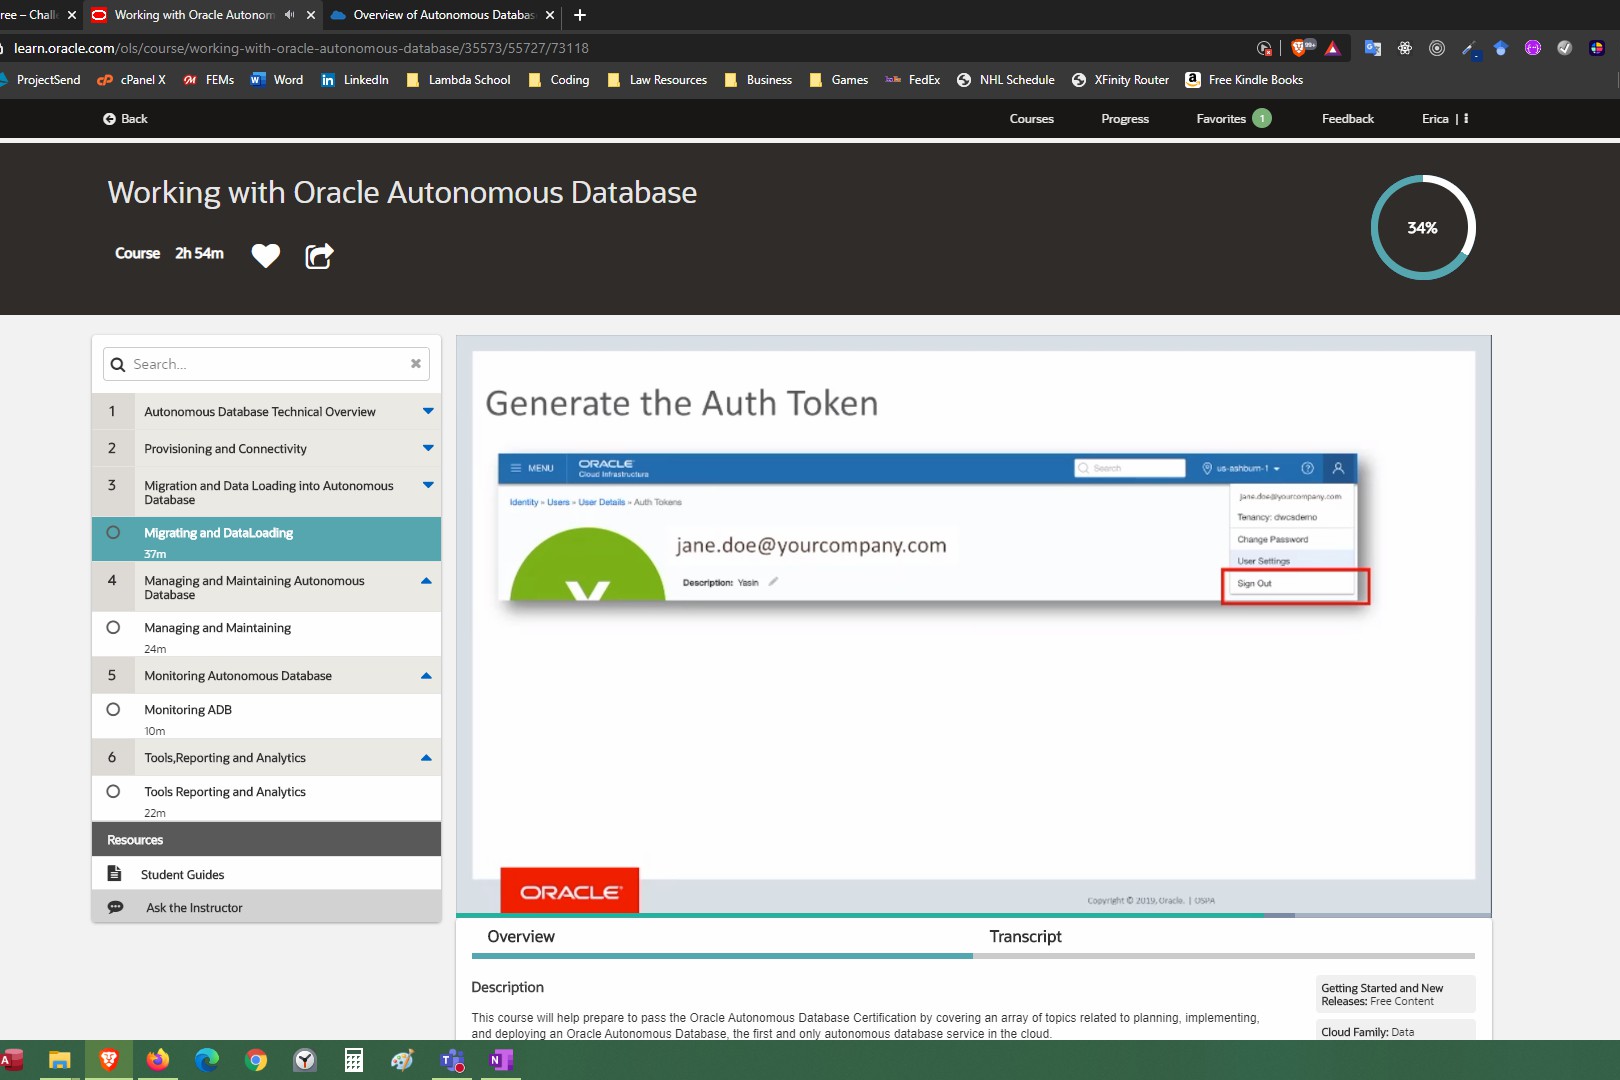 ree – Chall
Working with Oracle Autonom
Overview of Autonomous Databas
learn.oracle.com/ols/course/working-with-oracle-autonomous-database/35573/55727/73118
99+
ProjectSend
cPanel X
FEMs
Word
LinkedIn
Lambda School
Coding
Law Resources
Business
Games
FedEx
NHL Schedule
XFinity Router
Free Kindle Books
Back
Courses
Progress
Favorites 1
Feedback
Erica
Working with Oracle Autonomous Database
Course 2h 54m
34%
Search...
1 Autonomous Database Technical Overview
2 Provisioning and Connectivity
3 Migration and Data Loading into Autonomous
Database
Migrating and DataLoading
37m
4 Managing and Maintaining Autonomous
Database
Managing and Maintaining
24m
5 Monitoring Autonomous Database
Monitoring ADB
10m
6 Tools,Reporting and Analytics
Tools Reporting and Analytics
22m
Resources
Student Guides
Ask the Instructor
Generate the Auth Token
MENU
ORACLE
Cloud Infrastructure
Search
us-ashburn-1
Identity » Users » User Details » Auth Tokens
jane.doe@yourcompany.com
Description: Yasin
jane.doe@yourcompany.com
Tenancy: dwcsdemo
Change Password
User Settings
Sign Out
ORACLE
Copyright © 2019, Oracle. | OSPA
Overview
Transcript
Description
This course will help prepare to pass the Oracle Autonomous Database Certification by covering an array of topics related to planning, implementing,
and deploying an Oracle Autonomous Database, the first and only autonomous database service in the cloud.
Getting Started and New
Releases: Free Content
Cloud Family: Data